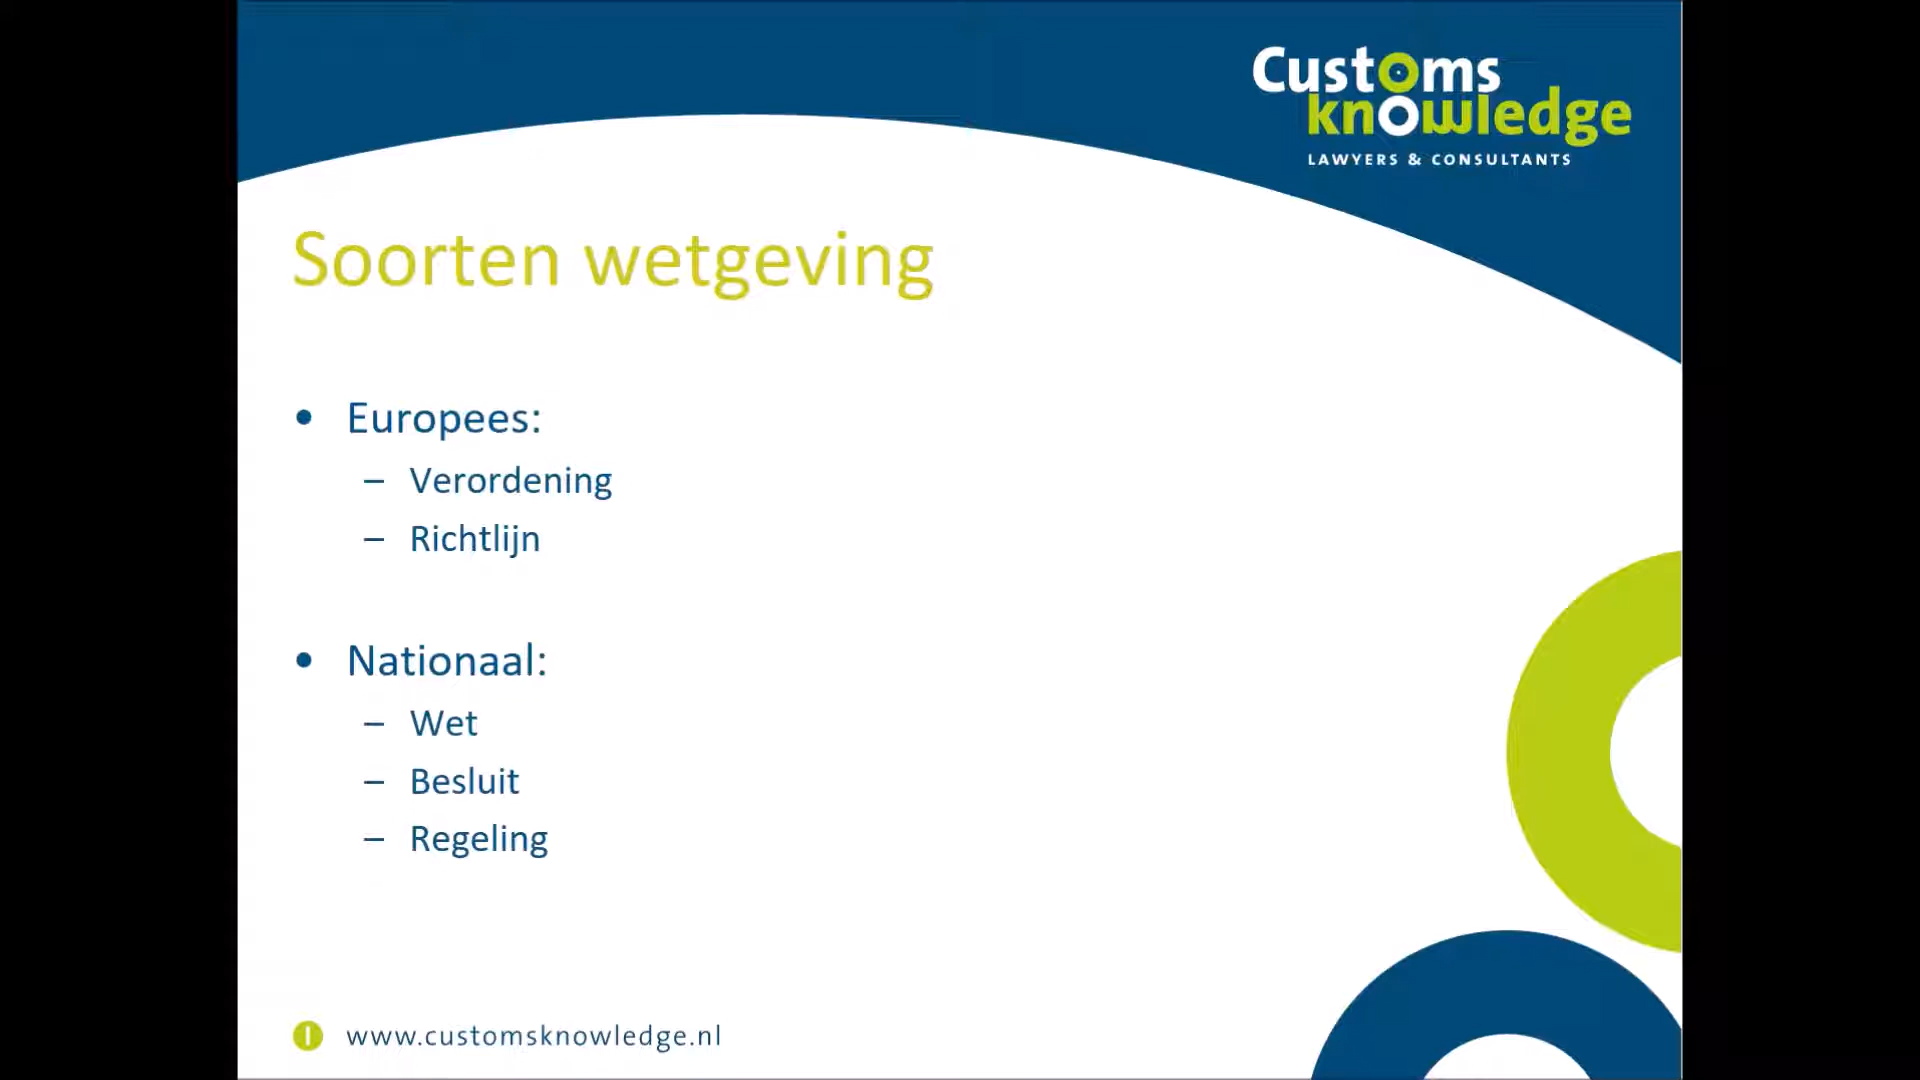 Customs
knowledge
LAWYERS & CONSULTANTS
Soorten wetgeving
• Europees:
– Verordening
– Richtlijn
• Nationaal:
– Wet
– Besluit
– Regeling
www.customsknowledge.nl